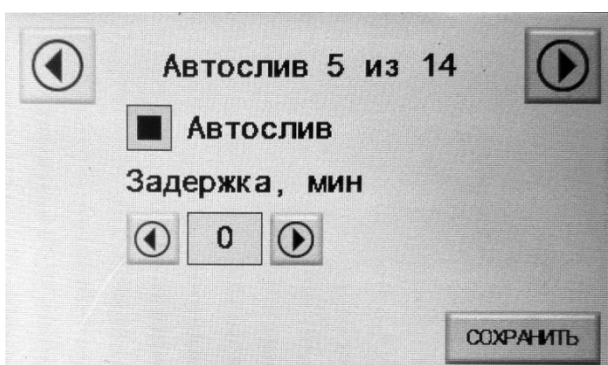 Автослив 5 из 14
Автослив
Задержка, мин
0
СОХРАНИТЬ